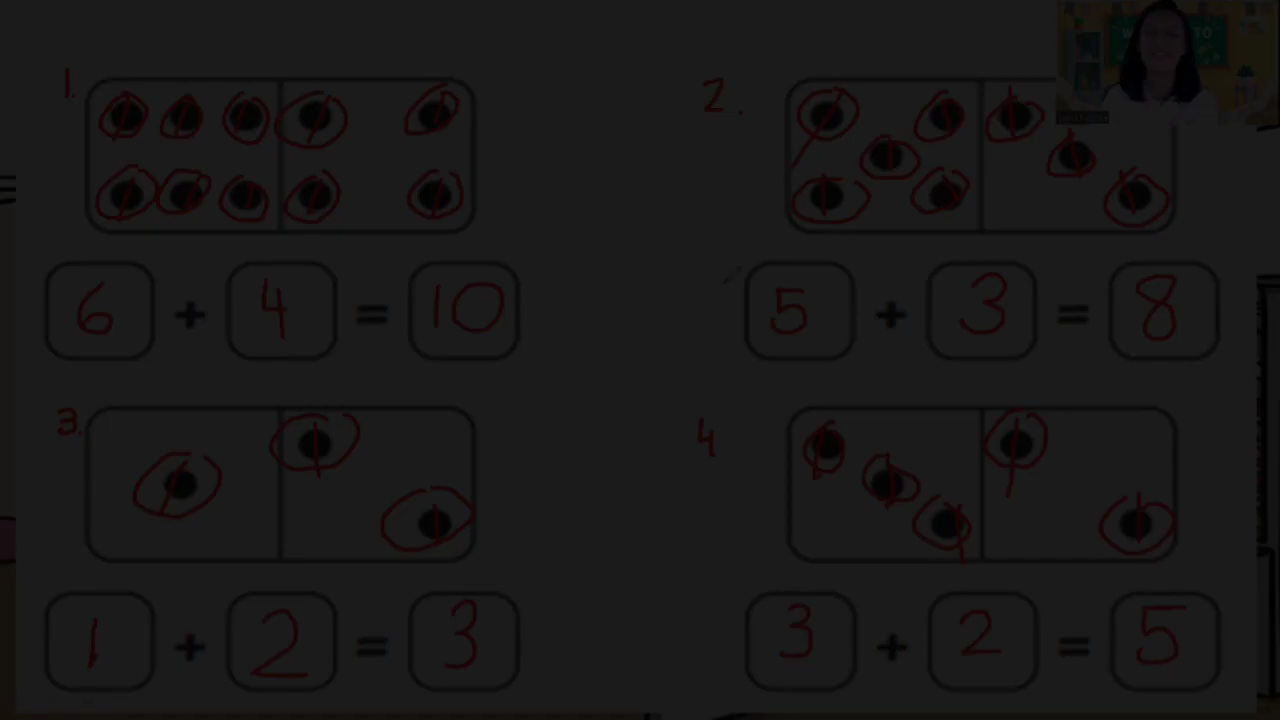 1.
2.
6 + 4 = 10
5 + 3 = 8
3.
4
1 + 2 = 3
3 + 2 = 5